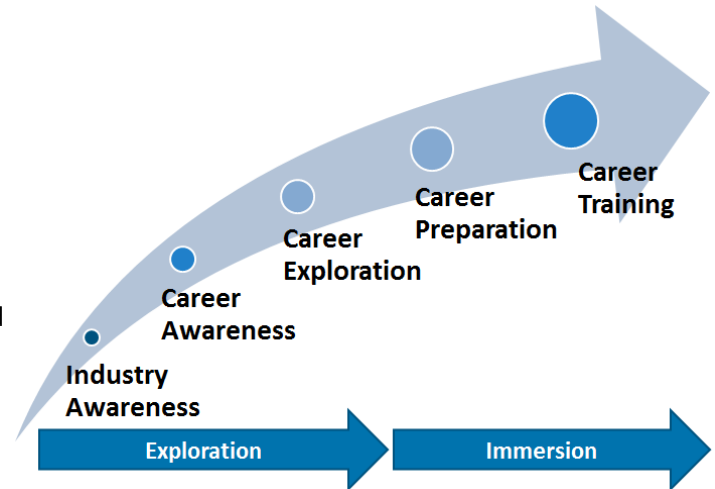 Career
Training
Career
Preparation
Career
Exploration
Career
Awareness
Industry
Awareness
Exploration
Immersion